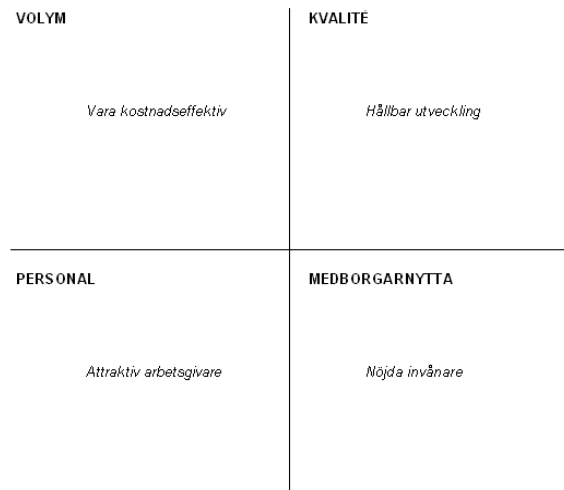 VOLYM
KVALITÉ
Vara kostnadseffektiv
Hållbar utveckling
PERSONAL
MEDBORGARNYTTA
Attraktiv arbetsgivare
Nöjda invånare